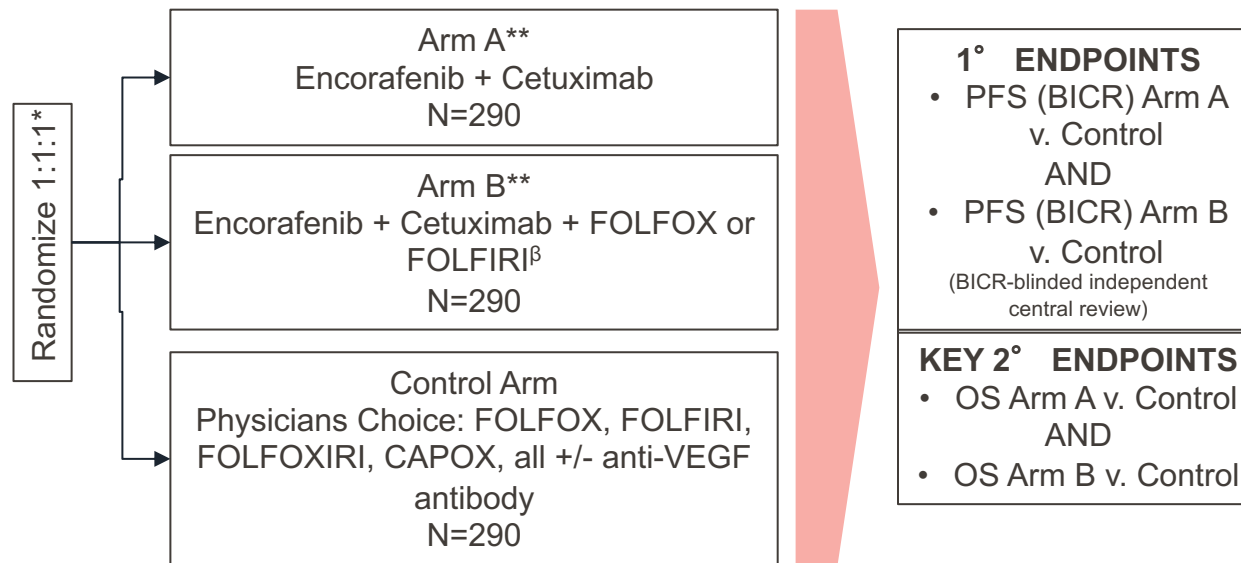 Randomize 1:1:1*
Arm A**
Encorafenib + Cetuximab
N=290
Arm B**
Encorafenib + Cetuximab + FOLFOX or
FOLFIRIᵝ
N=290
Control Arm
Physicians Choice: FOLFOX, FOLFIRI,
FOLFOXIRI, CAPOX, all +/- anti-VEGF
antibody
N=290
1° ENDPOINTS
• PFS (BICR) Arm A
v. Control
AND
• PFS (BICR) Arm B
v. Control
(BICR-blinded independent
central review)
KEY 2° ENDPOINTS
• OS Arm A v. Control
AND
• OS Arm B v. Control